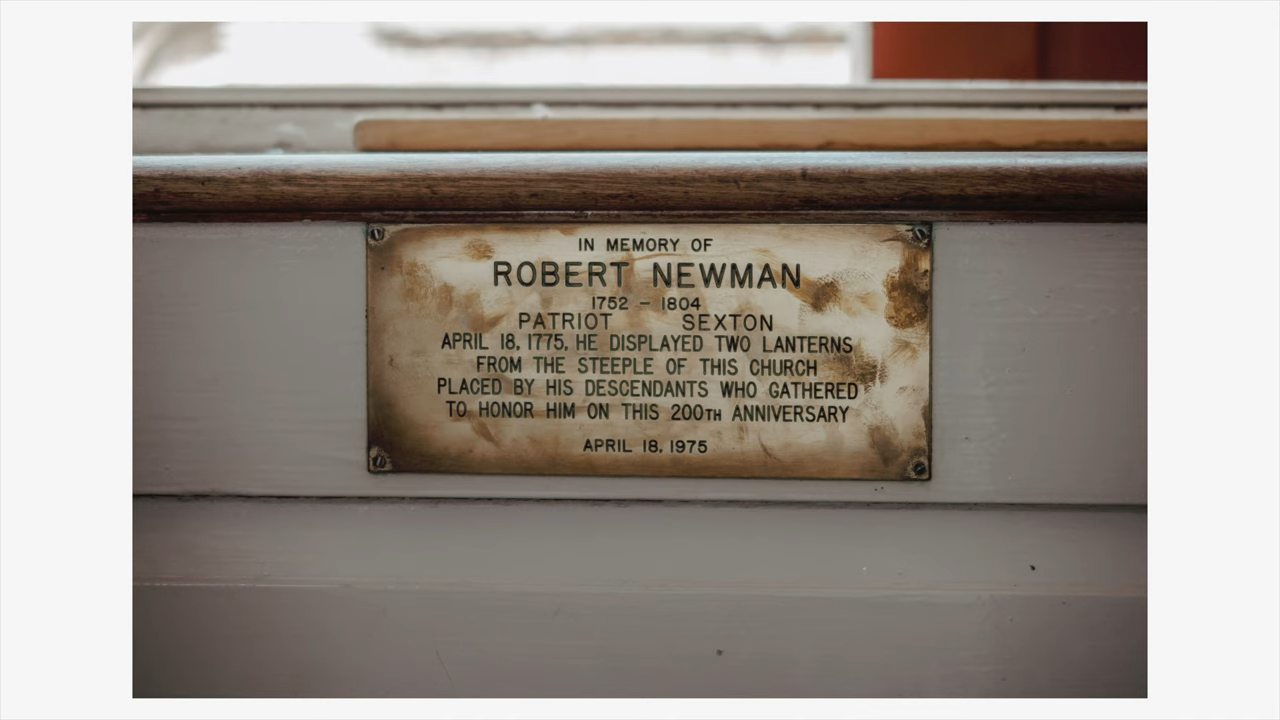 IN MEMORY OF
ROBERT NEWMAN
1752 - 1804
PATRIOT SEXTON
APRIL 18, 1775, HE DISPLAYED TWO LANTERNS
FROM THE STEEPLE OF THIS CHURCH
PLACED BY HIS DESCENDANTS WHO GATHERED
TO HONOR HIM ON THIS 200TH ANNIVERSARY
APRIL 18, 1975